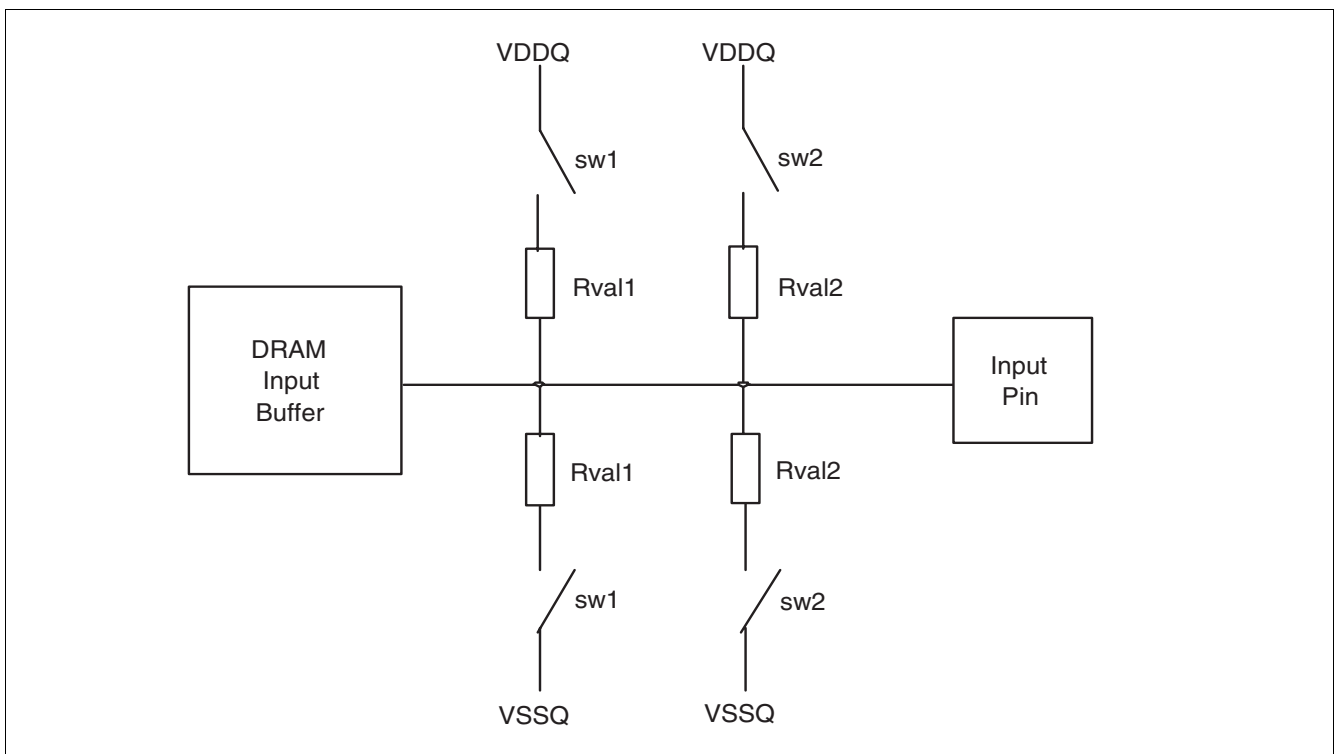 VDDQ
VDDQ
sw1
sw2
Rval1
Rval2
DRAM
Input
Buffer
Input
Pin
Rval1
Rval2
sw1
sw2
VSSQ
VSSQ